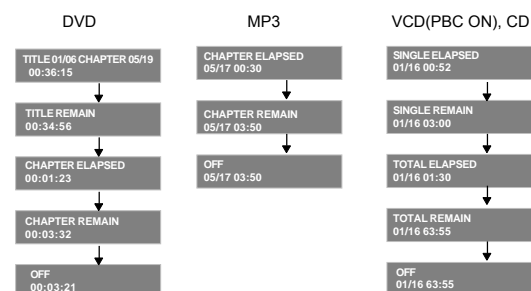 DVD
TITLE 01/06 CHAPTER 05/19
00:36:15
TITLE REMAIN
00:34:56
CHAPTER ELAPSED
00:01:23
CHAPTER REMAIN
00:03:32
OFF
00:03:21
MP3
CHAPTER ELAPSED
05/17 00:30
CHAPTER REMAIN
05/17 03:50
OFF
05/17 03:50
VCD(PBC ON), CD
SINGLE ELAPSED
01/16 00:52
SINGLE REMAIN
01/16 03:00
TOTAL ELAPSED
01/16 01:30
TOTAL REMAIN
01/16 63:55
OFF
01/16 63:55